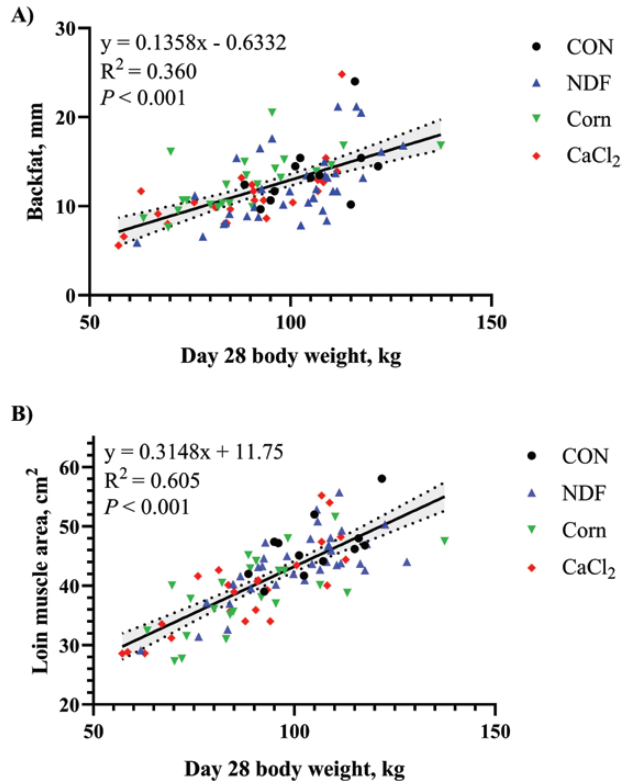 A)
y = 0.1358x - 0.6332
R² = 0.360
P < 0.001
CON
NDF
Corn
CaCl₂
Backfat, mm
30
20
10
0
50
100
150
Day 28 body weight, kg
B)
y = 0.3148x + 11.75
R² = 0.605
P < 0.001
CON
NDF
Corn
CaCl₂
Loin muscle area, cm²
60
50
40
30
20
50
100
150
Day 28 body weight, kg